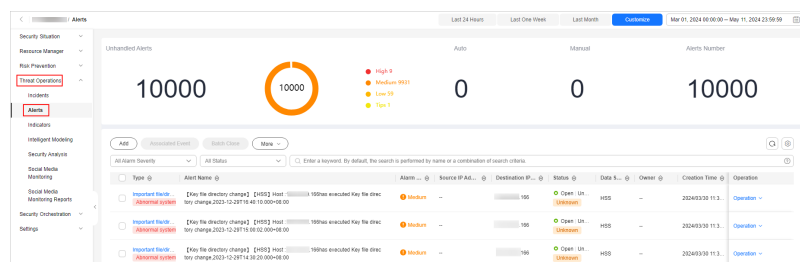 Alerts
Last 24 Hours
Last One Week
Last Month
Customize
Mar 01, 2024 00:00:00 – May 11, 2024 23:59:59
Security Situation
Resource Manager
Risk Prevention
Threat Operations
Incidents
Alerts
Indicators
Intelligent Modeling
Security Analysis
Social Media
Monitoring
Social Media
Monitoring Reports
Security Orchestration
Settings
Unhandled Alerts
Auto
Manual
Alerts Number
10000
10000
High 9
Medium 9931
Low 59
0
0
10000
Add
Associated Event
Batch Close
More
All Alarm Severity
All Status
Enter a keyword. By default, the search is performed by name or a combination of search criteria.
Type
Alert Name
Alarm ...
Source IP Ad...
Destination IP...
Status
Data S...
Owner
Creation Time
Operation
Important file/dir...
【Key file directory change】【HSS】Host
166has executed Key file direc
Abnormal system
tory change,2023-12-29T16:40:10.000+08:00
Medium
--
166
Open : Un...
Unknown
HSS
--
2024/03/30 11:3...
Operation
Important file/dir...
【Key file directory change】【HSS】Host :
166has executed Key file direc
Abnormal system
tory change,2023-12-29T15:00:02.000+08:00
Medium
--
166
Open : Un...
Unknown
HSS
--
2024/03/30 11:3...
Operation
Important file/dir...
【Key file directory change】【HSS】Host :
166has executed Key file direc
Abnormal system
tory change,2023-12-29T14:30:20.000+08:00
Medium
--
166
Open : Un...
Unknown
HSS
--
2024/03/30 11:3...
Operation